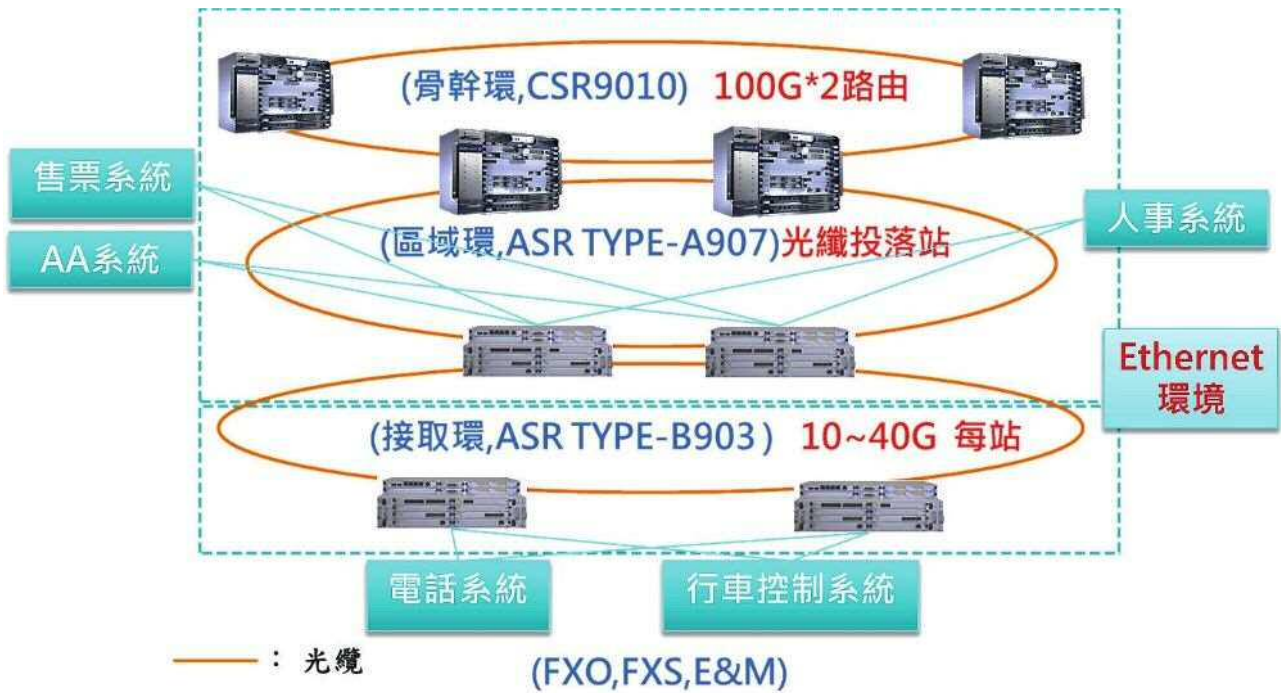 (骨幹環,CSR9010) 100G*2路由
售票系統
人事系統
(區域環,ASR TYPE-A907)光纖投落站
AA系統
Ethernet
環境
(接取環,ASR TYPE-B903 ) 10~40G 每站
電話系統
行車控制系統
: 光纜
(FXO,FXS,E&M)